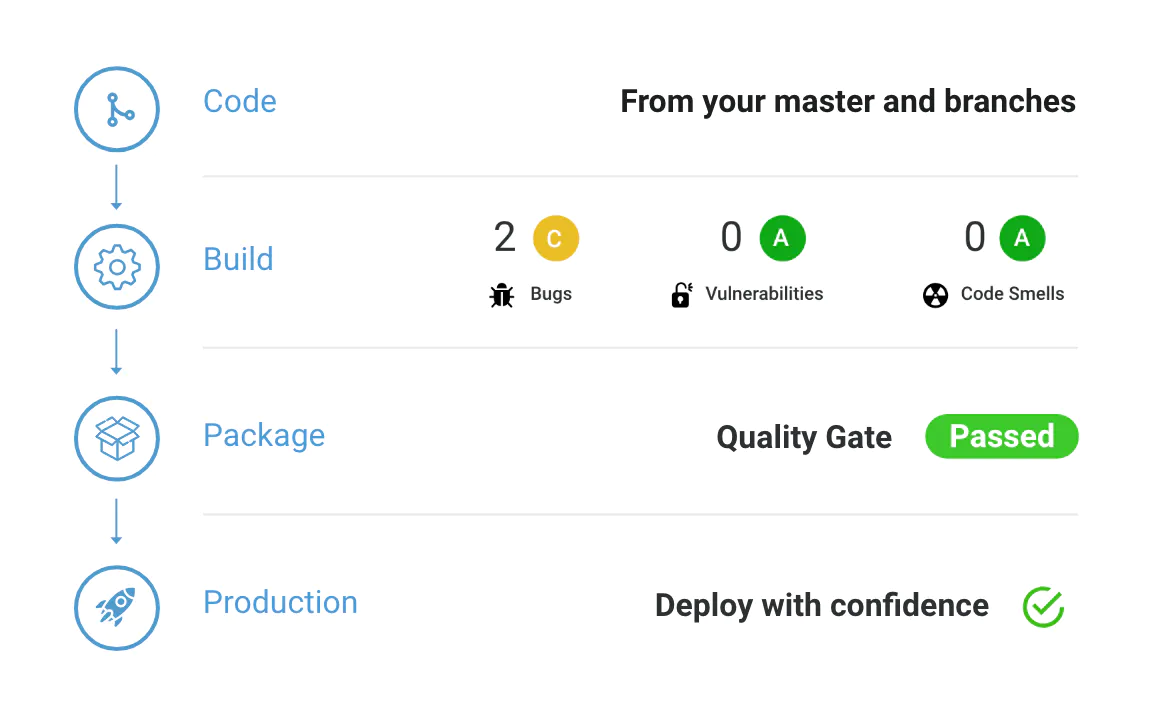 Code
From your master and branches
Build
2 C
Bugs
0 A
Vulnerabilities
0 A
Code Smells
Package
Quality Gate Passed
Production
Deploy with confidence